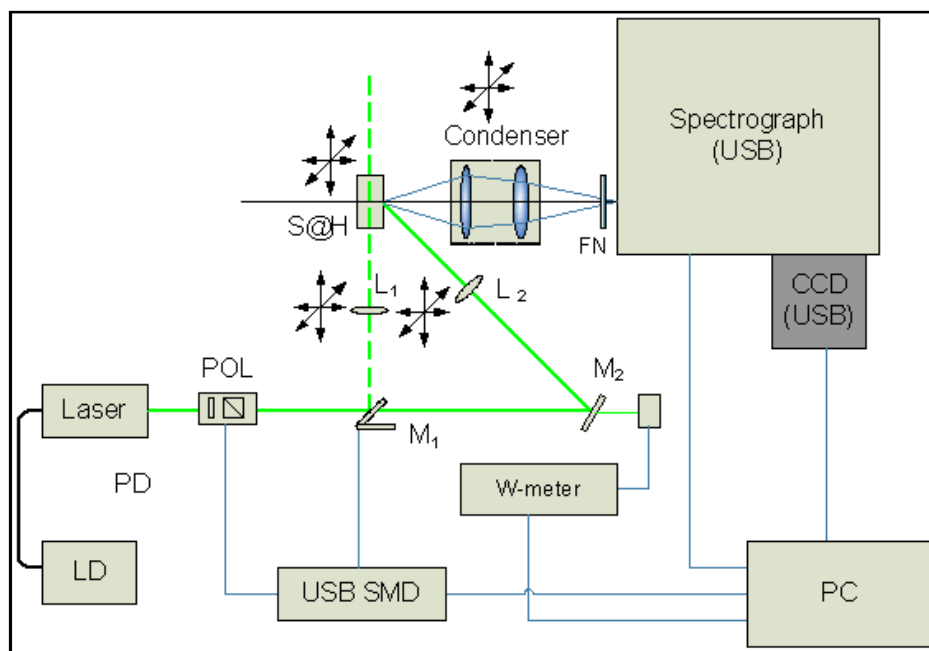 Spectrograph
(USB)
Condenser
S@H
FN
CCD
(USB)
L₁
L₂
POL
M₂
Laser
M₁
PD
W-meter
LD
USB SMD
PC